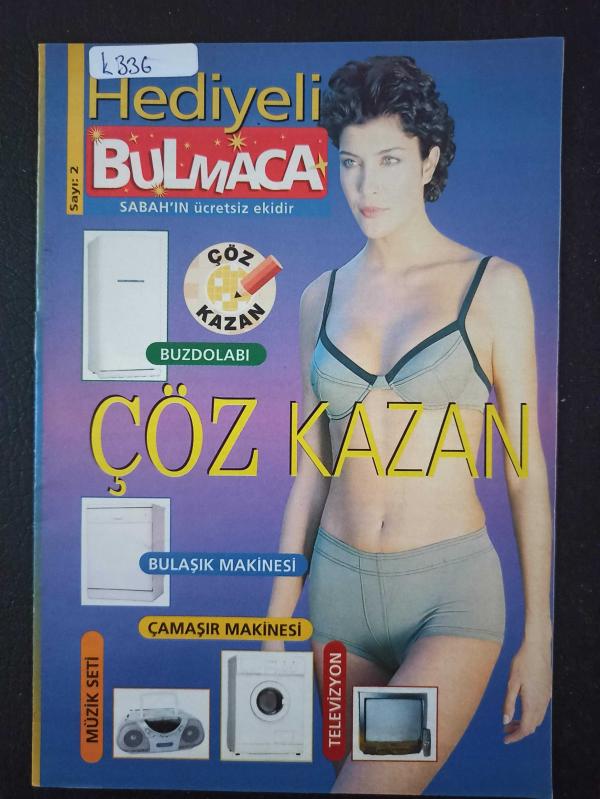 k336
Hediyeli
BULMACA
SABAH'IN ücretsiz ekidir
Sayı: 2
ÇÖZ
KAZAN
BUZDOLABI
ÇÖZ KAZAN
BULAŞIK MAKİNESİ
ÇAMAŞIR MAKİNESİ
MÜZİK SETİ
TELEVİZYON